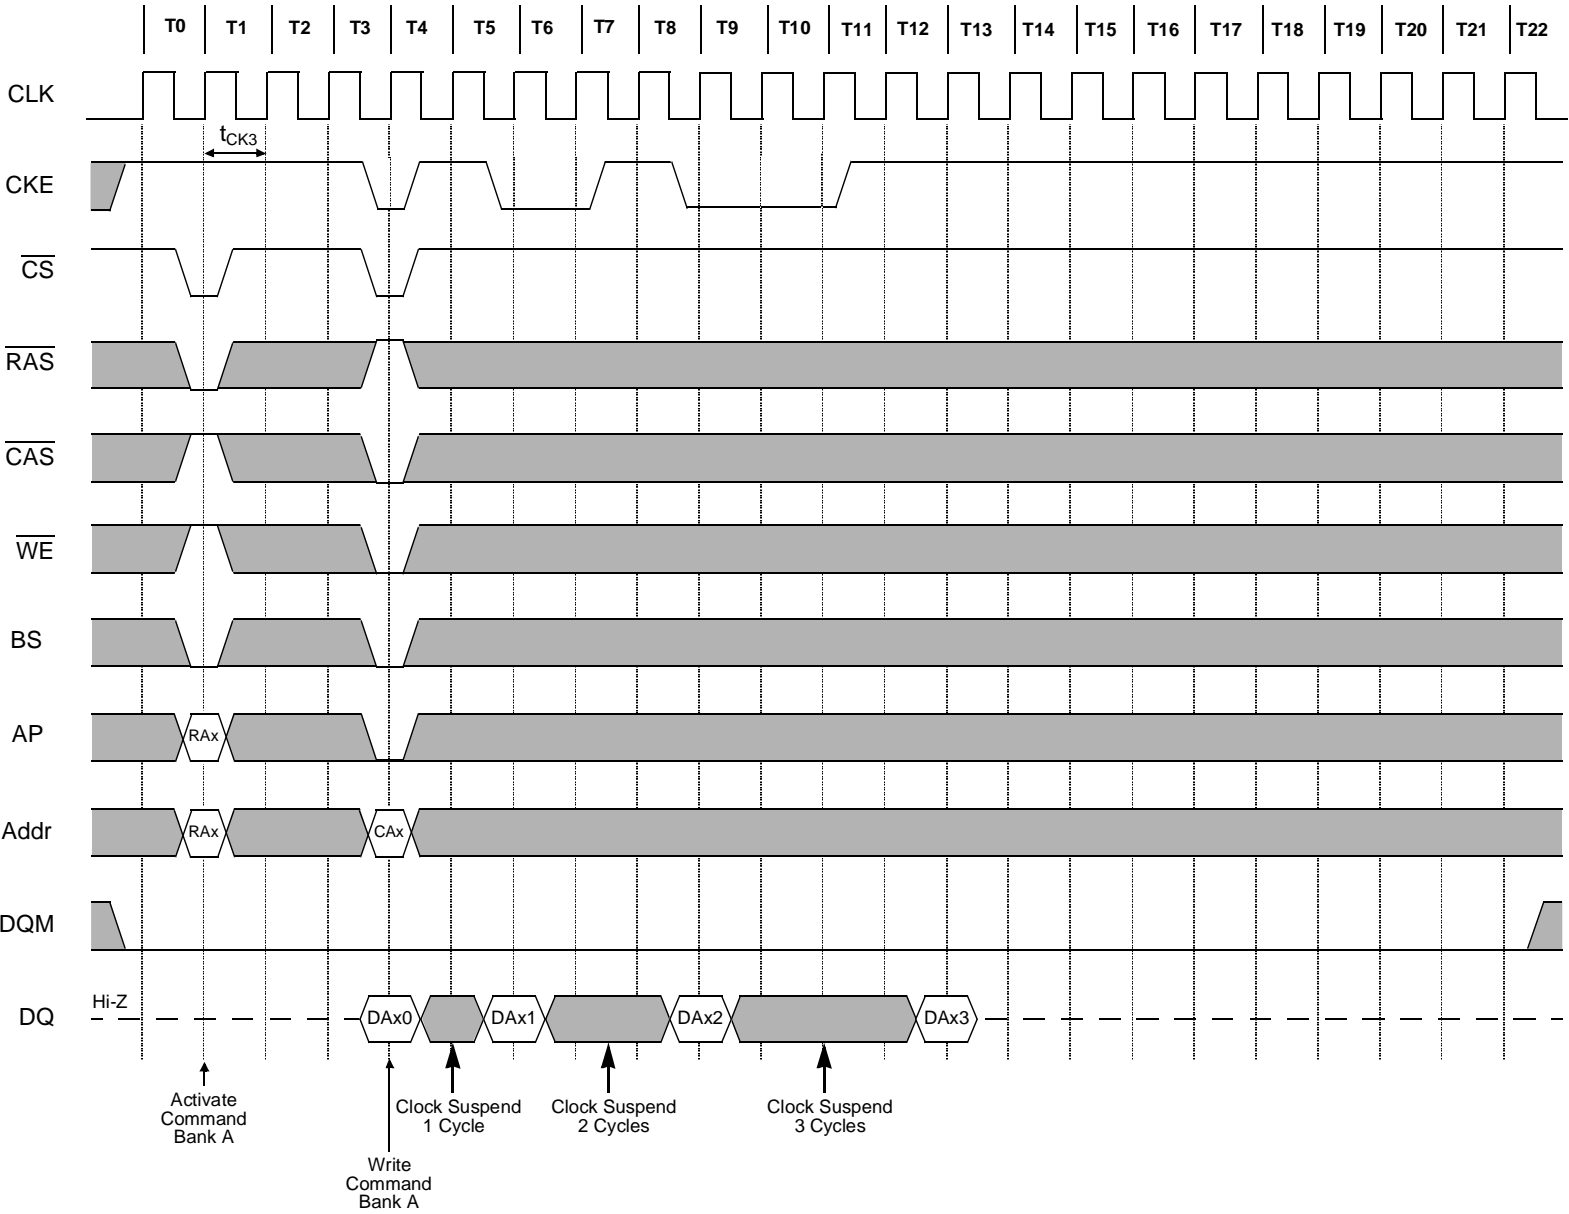 T0 T1 T2 T3 T4 T5 T6 T7 T8 T9 T10 T11 T12 T13 T14 T15 T16 T17 T18 T19 T20 T21 T22
CLK
tCK3
CKE
CS
RAS
CAS
WE
BS
AP RAx
Addr RAx CAx
DQM
Hi-Z
DQ DAx0 DAx1 DAx2 DAx3
Activate
Command
Bank A
Write
Command
Bank A
Clock Suspend
1 Cycle
Clock Suspend
2 Cycles
Clock Suspend
3 Cycles